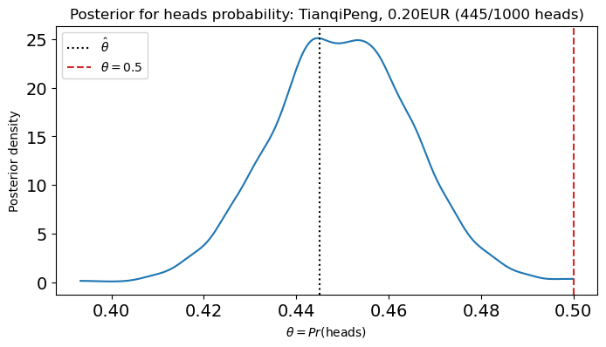 Posterior for heads probability: TianqiPeng, 0.20EUR (445/1000 heads)
θ̂
θ = 0.5
Posterior density
25
20
15
10
5
0
0.40 0.42 0.44 0.46 0.48 0.50
θ = Pr(heads)